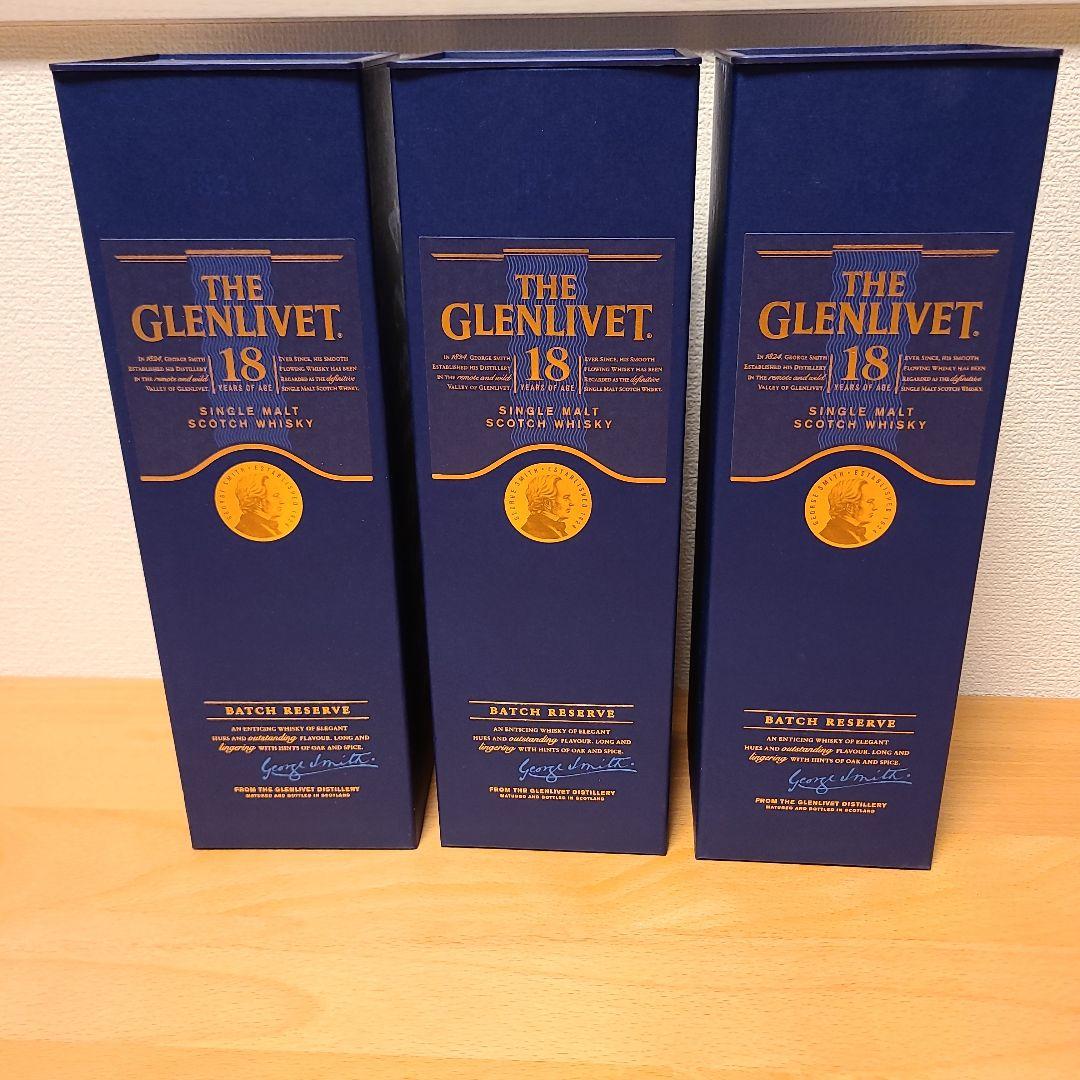 1824
THE
GLENLIVET®
IN 1824, GEORGE SMITH
ESTABLISHED HIS DISTILLERY
IN THE remote and wild
VALLEY OF GLENLIVET.
18
YEARS OF AGE
EVER SINCE, HIS SMOOTH
FLOWING WHISKY HAS BEEN
REGARDED AS THE definitive
SINGLE MALT SCOTCH WHISKY.
SINGLE MALT
SCOTCH WHISKY
GEORGE SMITH · ESTABLISHED 1824
BATCH RESERVE
AN ENTICING WHISKY OF ELEGANT
HUES AND outstanding FLAVOUR. LONG AND
lingering WITH HINTS OF OAK AND SPICE.
George Smith.
FROM THE GLENLIVET DISTILLERY
MATURED AND BOTTLED IN SCOTLAND
THE
GLENLIVET®
IN 1824, GEORGE SMITH
ESTABLISHED HIS DISTILLERY
IN THE remote and wild
VALLEY OF GLENLIVET.
18
YEARS OF AGE
EVER SINCE, HIS SMOOTH
FLOWING WHISKY HAS BEEN
REGARDED AS THE definitive
SINGLE MALT SCOTCH WHISKY.
SINGLE MALT
SCOTCH WHISKY
GEORGE SMITH · ESTABLISHED 1824
BATCH RESERVE
AN ENTICING WHISKY OF ELEGANT
HUES AND outstanding FLAVOUR. LONG AND
lingering WITH HINTS OF OAK AND SPICE.
George Smith.
FROM THE GLENLIVET DISTILLERY
MATURED AND BOTTLED IN SCOTLAND
1824
THE
GLENLIVET®
IN 1824, GEORGE SMITH
ESTABLISHED HIS DISTILLERY
IN THE remote and wild
VALLEY OF GLENLIVET.
18
YEARS OF AGE
EVER SINCE, HIS SMOOTH
FLOWING WHISKY HAS BEEN
REGARDED AS THE definitive
SINGLE MALT SCOTCH WHISKY.
SINGLE MALT
SCOTCH WHISKY
GEORGE SMITH · ESTABLISHED 1824
BATCH RESERVE
AN ENTICING WHISKY OF ELEGANT
HUES AND outstanding FLAVOUR. LONG AND
lingering WITH HINTS OF OAK AND SPICE.
George Smith.
FROM THE GLENLIVET DISTILLERY
MATURED AND BOTTLED IN SCOTLAND